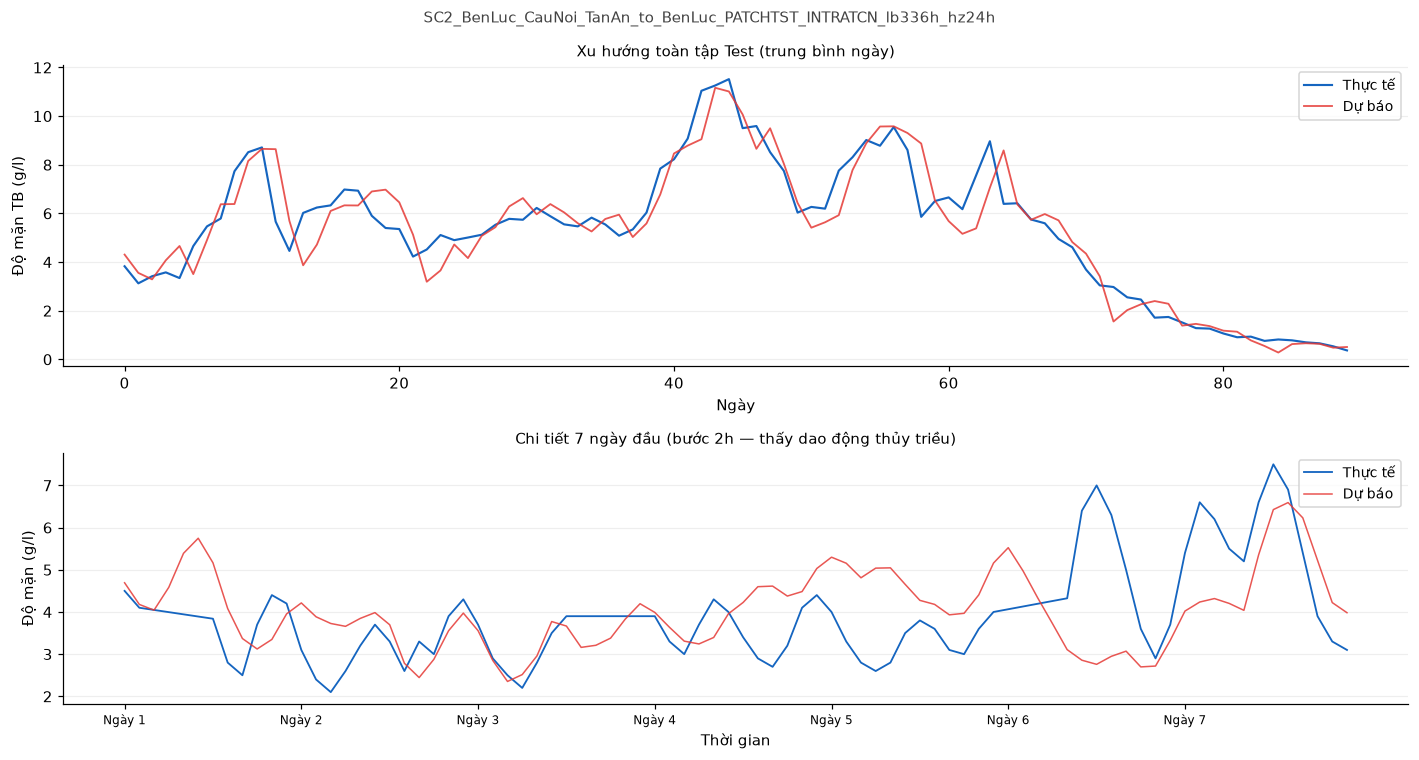 SC2_BenLuc_CauNoi_TanAn_to_BenLuc_PATCHTST_INTRATCN_lb336h_hz24h
Xu hướng toàn tập Test (trung bình ngày)
Thực tế
Dự báo
Độ mặn TB (g/l)
12
10
8
6
4
2
0
0 20 40 60 80
Ngày
Chi tiết 7 ngày đầu (bước 2h — thấy dao động thủy triều)
Thực tế
Dự báo
Độ mặn (g/l)
7
6
5
4
3
2
Ngày 1 Ngày 2 Ngày 3 Ngày 4 Ngày 5 Ngày 6 Ngày 7
Thời gian